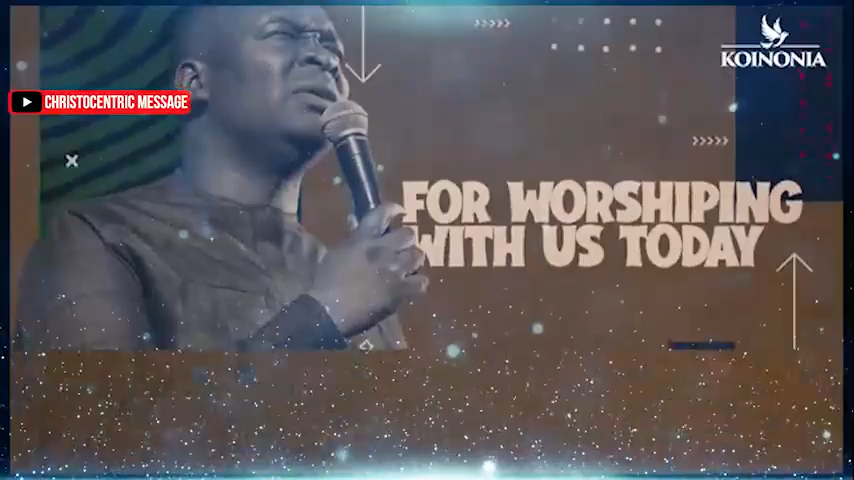 KOINONIA
CHRISTOCENTRIC MESSAGE
FOR WORSHIPING
WITH US TODAY